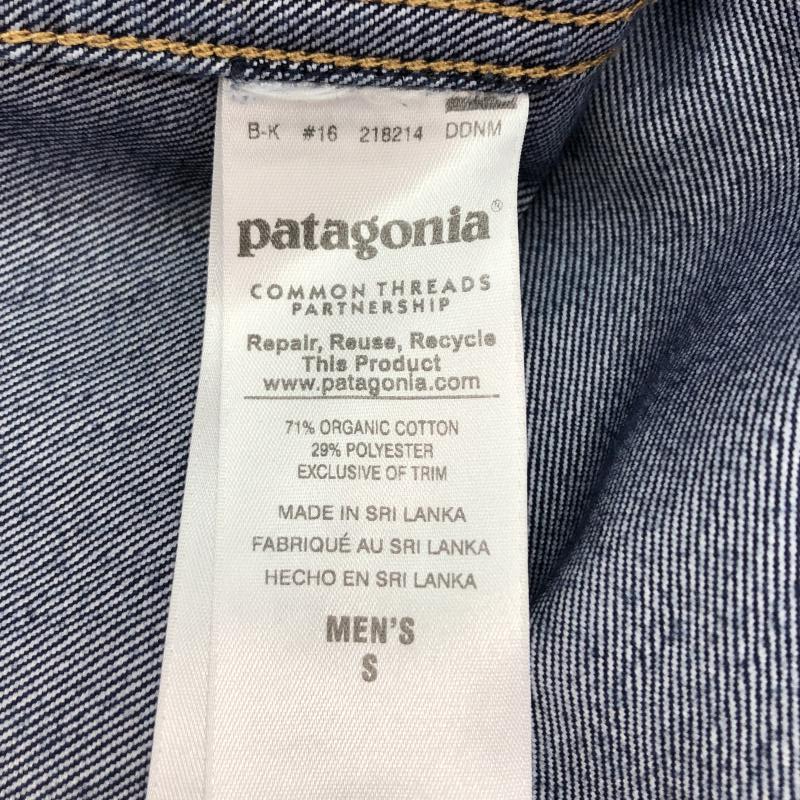 B-K #16 218214 DDNM
patagonia®
COMMON THREADS
PARTNERSHIP
Repair, Reuse, Recycle
This Product
www.patagonia.com
71% ORGANIC COTTON
29% POLYESTER
EXCLUSIVE OF TRIM
MADE IN SRI LANKA
FABRIQUÉ AU SRI LANKA
HECHO EN SRI LANKA
MEN'S
S